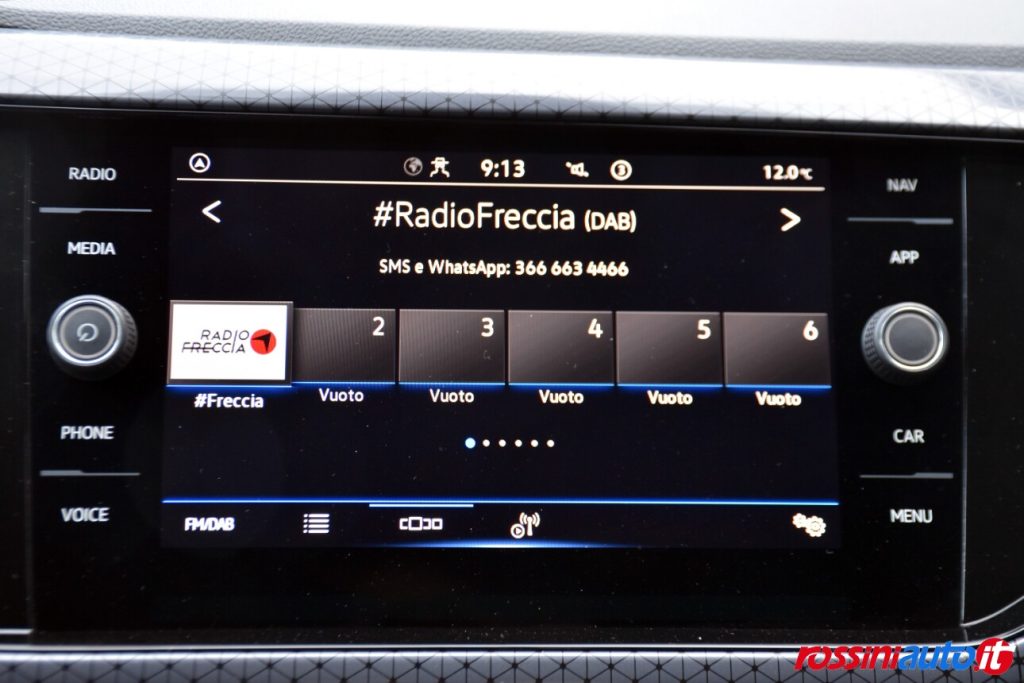 RADIO
MEDIA
PHONE
VOICE
9:13
3
12.0°C
< #RadioFreccia (DAB) >
SMS e WhatsApp: 366 663 4466
RADIO
FRECCIA
2
3
4
5
6
#Freccia
Vuoto
Vuoto
Vuoto
Vuoto
Vuoto
FM/DAB
NAV
APP
CAR
MENU
rossiniauto.it